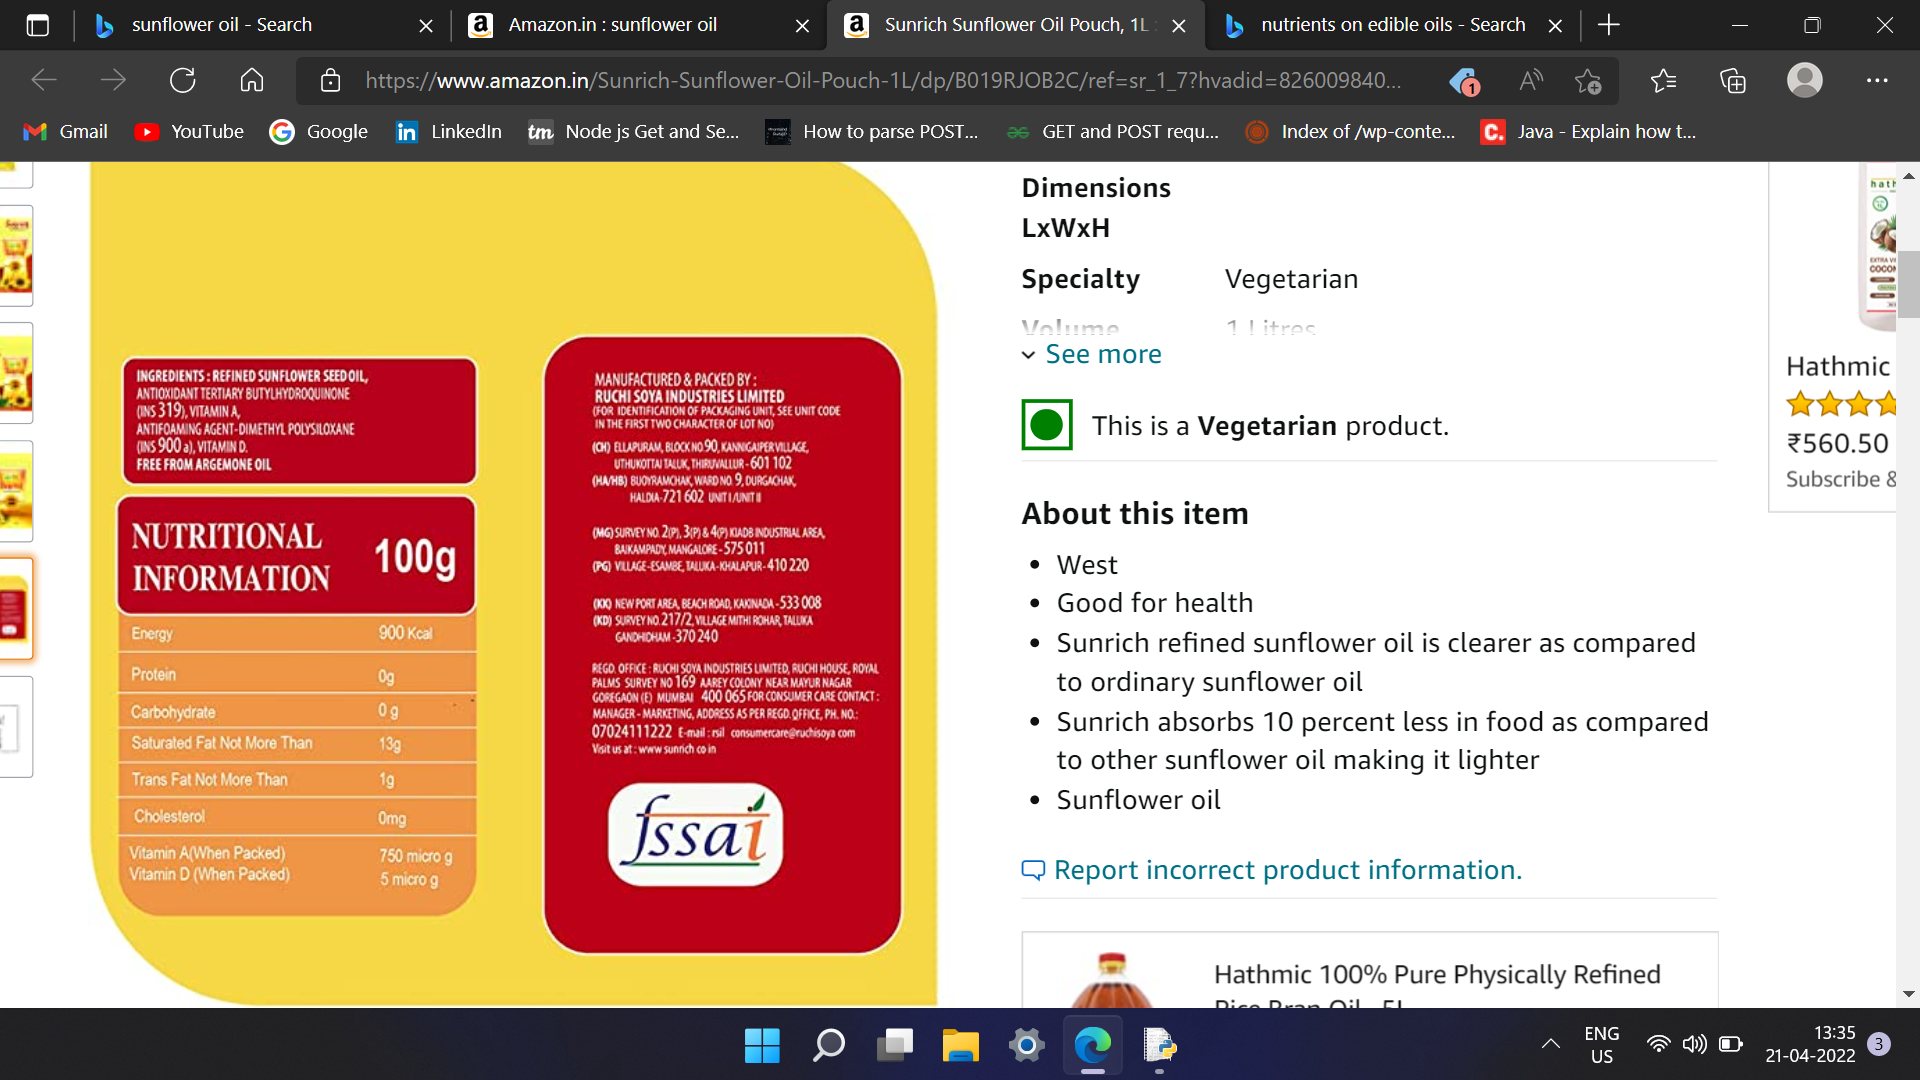 sunflower oil - Search
Amazon.in : sunflower oil
Sunrich Sunflower Oil Pouch, 1L :
nutrients on edible oils - Search
https://www.amazon.in/Sunrich-Sunflower-Oil-Pouch-1L/dp/B019RJOB2C/ref=sr_1_7?hvadid=826009840...
1
Gmail
YouTube
Google
LinkedIn
Node js Get and Se...
How to parse POST...
GET and POST requ...
Index of /wp-conte...
Java - Explain how t...
INGREDIENTS : REFINED SUNFLOWER SEED OIL,
ANTIOXIDANT TERTIARY BUTYLHYDROQUINONE
(INS 319), VITAMIN A,
ANTIFOAMING AGENT-DIMETHYL POLYSILOXANE
(INS 900 a), VITAMIN D.
FREE FROM ARGEMONE OIL
NUTRITIONAL
INFORMATION
100g
Energy 900 Kcal
Protein 0g
Carbohydrate 0 g
Saturated Fat Not More Than 13g
Trans Fat Not More Than 1g
Cholesterol 0mg
Vitamin A(When Packed) 750 micro g
Vitamin D (When Packed) 5 micro g
MANUFACTURED & PACKED BY :
RUCHI SOYA INDUSTRIES LIMITED
(FOR IDENTIFICATION OF PACKAGING UNIT, SEE UNIT CODE
IN THE FIRST TWO CHARACTER OF LOT NO)
(CH) ELLAPURAM, BLOCK NO.90, KANNIGAIPER VILLAGE,
UTHUKOTTAI TALUK, THIRUVALLUR - 601 102
(HA/HB) BUOYRAMCHAK, WARD NO. 9, DURGACHAK,
HALDIA-721 602 UNIT I /UNIT II
(MG) SURVEY NO. 2(P), 3(P) & 4(P) KIADB INDUSTRIAL AREA,
BAIKAMPADY, MANGALORE - 575 011
(PG) VILLAGE-ESAMBE, TALUKA-KHALAPUR- 410 220
(KK) NEW PORT AREA, BEACH ROAD, KAKINADA - 533 008
(KD) SURVEY NO. 217/2, VILLAGE MITHI ROHAR, TALUKA
GANDHIDHAM -370 240
REGD. OFFICE : RUCHI SOYA INDUSTRIES LIMITED, RUCHI HOUSE, ROYAL
PALMS SURVEY NO 169 AAREY COLONY NEAR MAYUR NAGAR
GOREGAON (E) MUMBAI 400 065 FOR CONSUMER CARE CONTACT :
MANAGER - MARKETING, ADDRESS AS PER REGD. OFFICE, PH. NO.:
07024111222 E-mail : rsil consumercare@ruchisoya com
Visit us at : www sunrich co in
fssai
Dimensions
LxWxH
Specialty Vegetarian
Volume 1 Litres
See more
This is a Vegetarian product.
About this item
West
Good for health
Sunrich refined sunflower oil is clearer as compared
to ordinary sunflower oil
Sunrich absorbs 10 percent less in food as compared
to other sunflower oil making it lighter
Sunflower oil
Report incorrect product information.
Hathmic 100% Pure Physically Refined
Rice Bran Oil - 5L
Hathmic
₹560.50
Subscribe &
ENG
US
13:35
21-04-2022
3